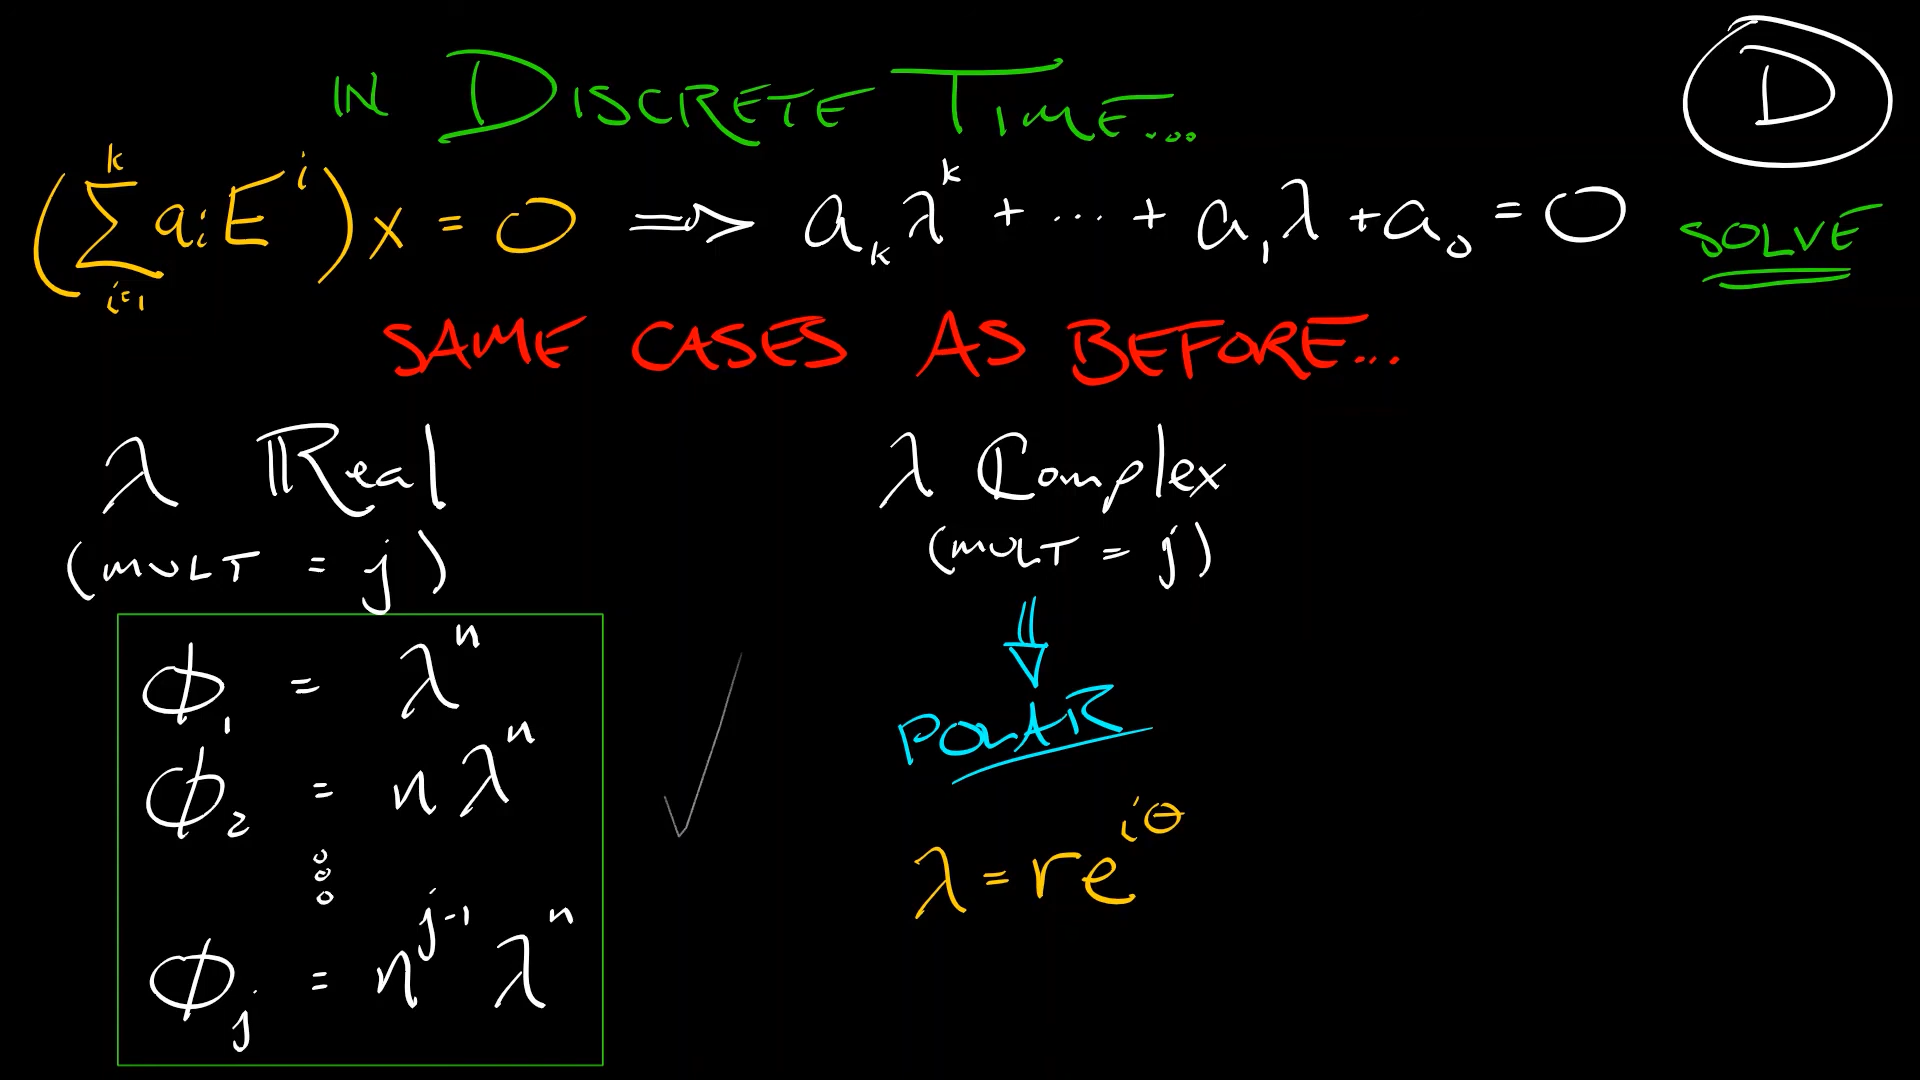 IN DISCRETE TIME...
D
(∑_{i=1}^{k} a_i E^i) x = 0 ⟹ a_k λ^k + ... + a_1 λ + a_0 = 0
SOLVE
SAME CASES AS BEFORE...
λ ℝeal
(MULT = j)
ϕ_1 = λ^n
ϕ_2 = n λ^n
⋮
ϕ_j = n^{j-1} λ^n
λ ℂomplex
(MULT = j)
⇓
POLAR
λ = re^{iθ}